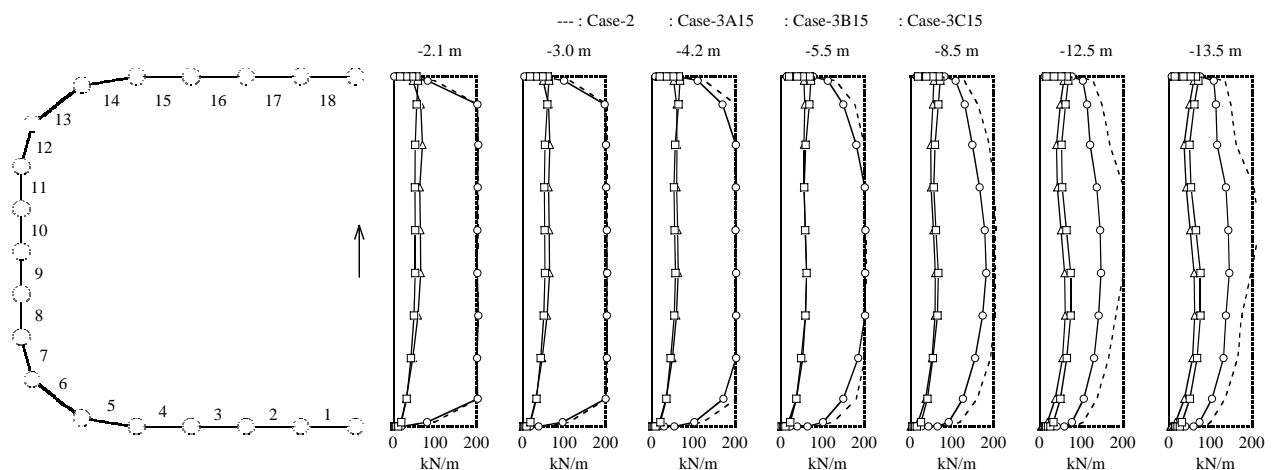 --- : Case-2 : Case-3A15 : Case-3B15 : Case-3C15
-2.1 m -3.0 m -4.2 m -5.5 m -8.5 m -12.5 m -13.5 m
14 15 16 17 18
13
12
11
10
9
8
7
6
5 4 3 2 1
0 100 200 0 100 200 0 100 200 0 100 200 0 100 200 0 100 200 0 100 200
kN/m kN/m kN/m kN/m kN/m kN/m kN/m